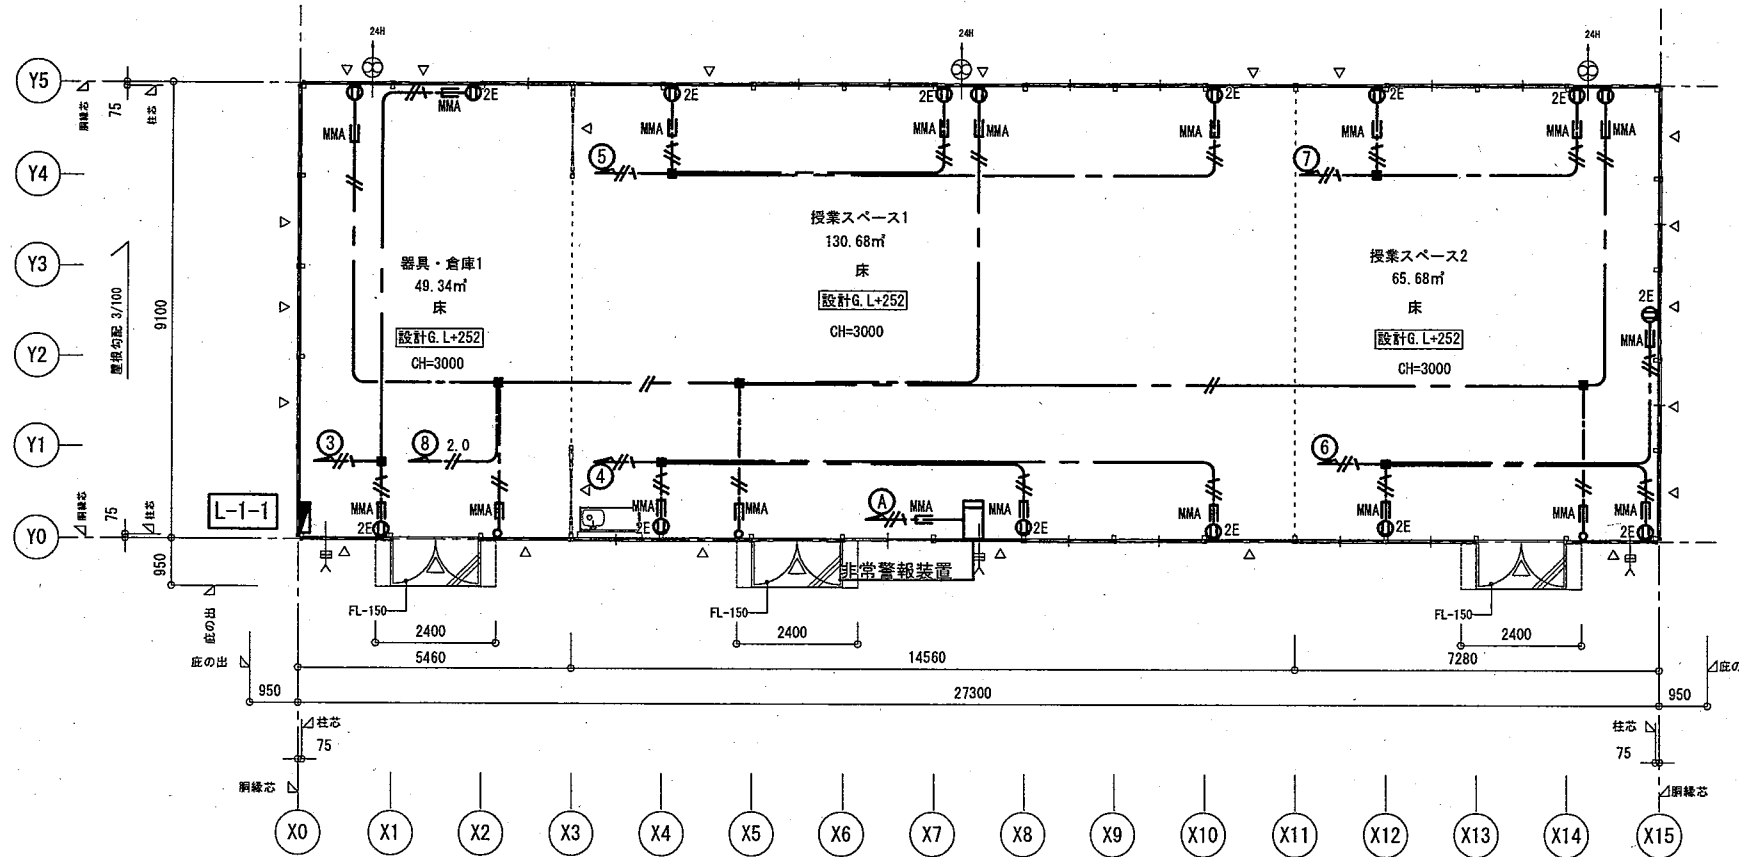 24H
24H
24H
Y5
75
胴縁芯
柱芯
2E
MMA
2E
2E
2E
2E
2E
MMA
MMA
MMA
MMA
MMA
MMA
MMA
MMA
5
7
Y4
授業スペース1
130.68㎡
床
設計G.L+252
CH=3000
器具・倉庫1
49.34㎡
床
設計G.L+252
CH=3000
授業スペース2
65.68㎡
床
設計G.L+252
CH=3000
Y3
屋根勾配 3/100
9100
2E
MMA
Y2
Y1
3
8
2.0
4
6
A
MMA
L-1-1
MMA
MMA
MMA
MMA
MMA
MMA
MMA
MMA
MMA
2E
2E
2E
2E
2E
2E
胴縁芯
75
柱芯
Y0
950
非常警報装置
庇の出
FL-150
FL-150
FL-150
2400
2400
2400
庇の出
5460
14560
7280
庇の
950
27300
950
柱芯
75
柱芯
75
胴縁芯
胴縁芯
X0
X1
X2
X3
X4
X5
X6
X7
X8
X9
X10
X11
X12
X13
X14
X15